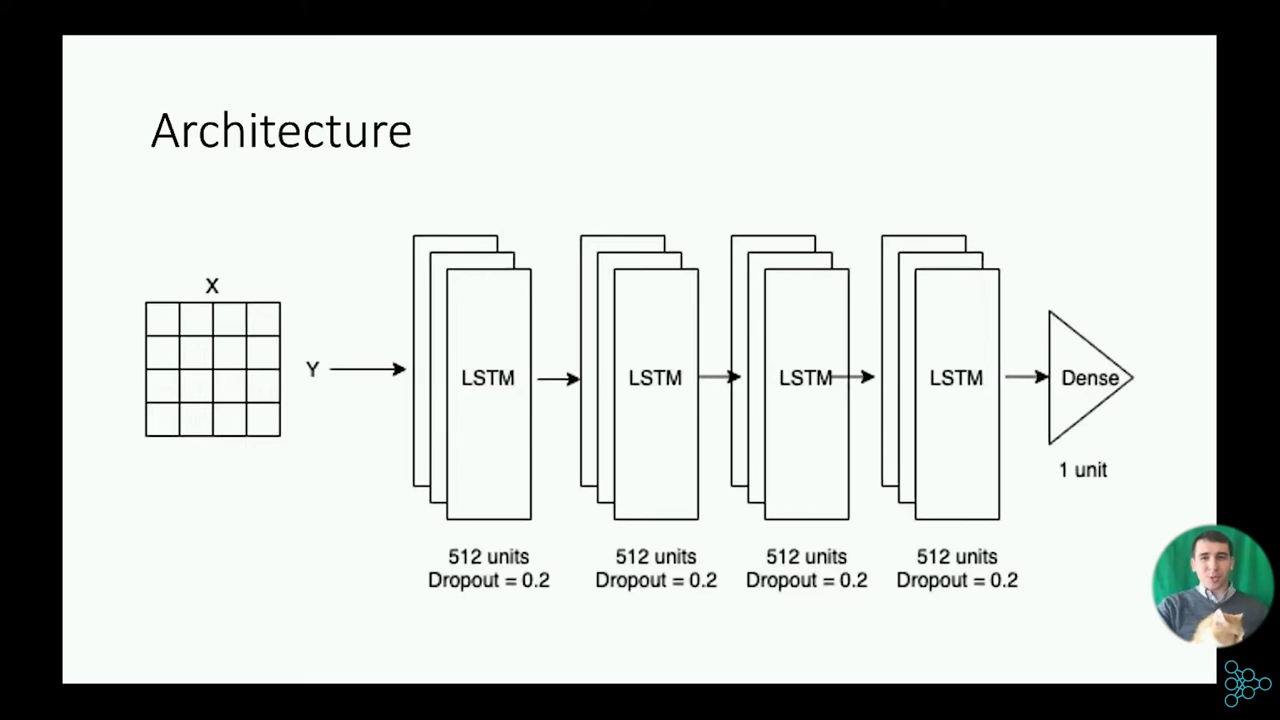 Architecture
X
Y
LSTM
LSTM
LSTM
LSTM
Dense
1 unit
512 units
Dropout = 0.2
512 units
Dropout = 0.2
512 units
Dropout = 0.2
512 units
Dropout = 0.2